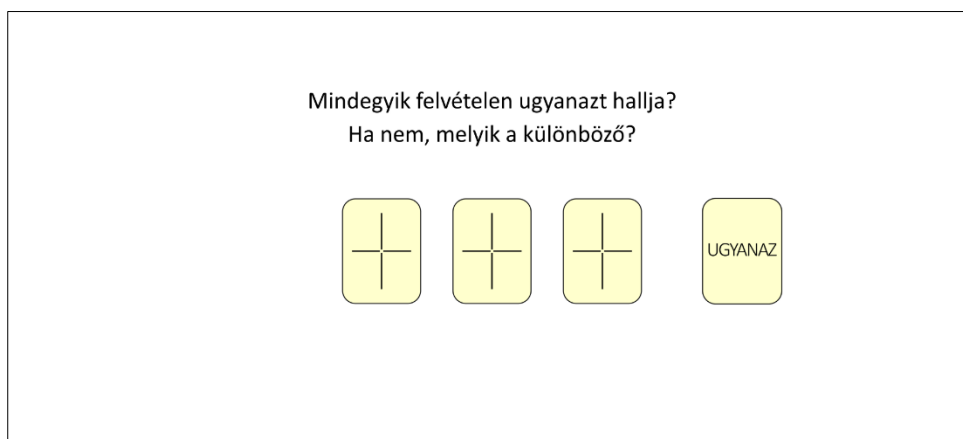 Mindegyik felvételen ugyanazt hallja?
Ha nem, melyik a különböző?
UGYANAZ